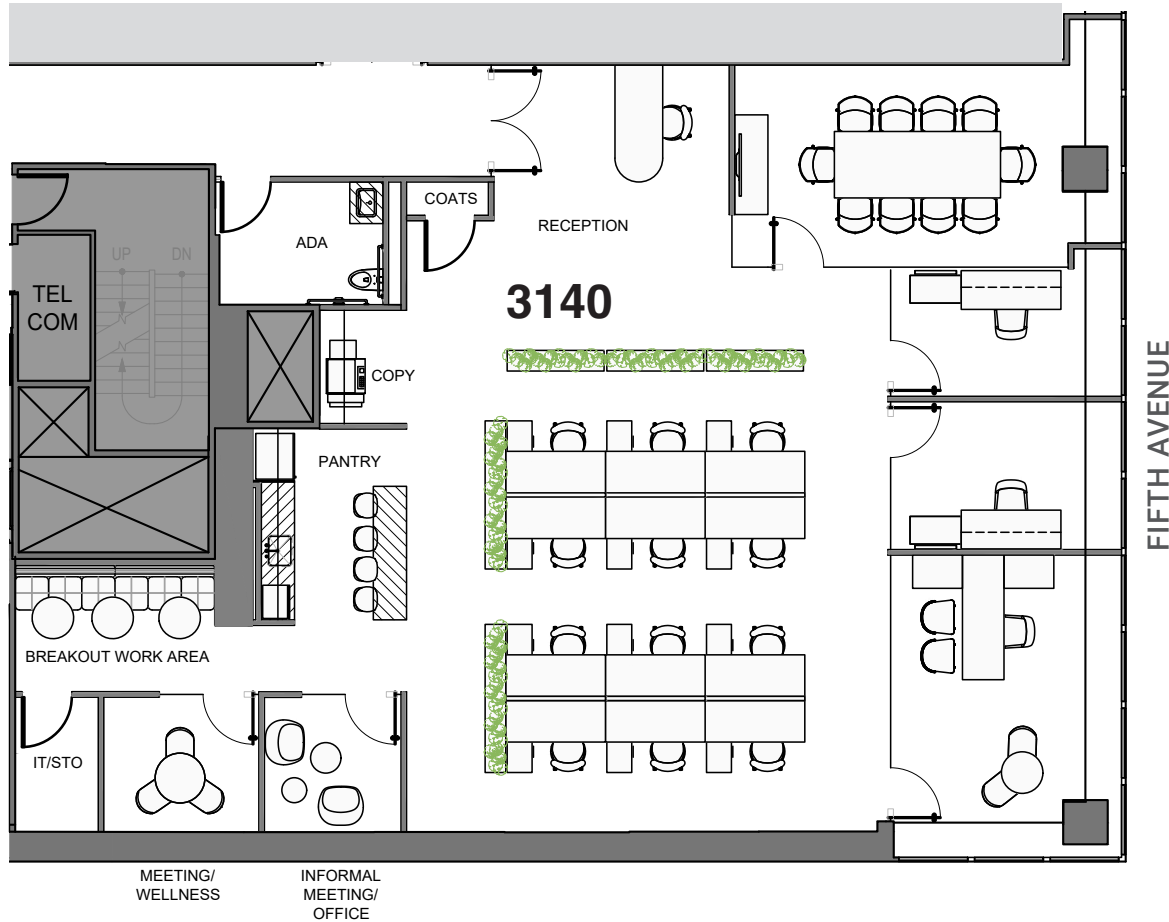 COATS
ADA
RECEPTION
UP
DN
TEL
COM
3140
COPY
FIFTH AVENUE
PANTRY
BREAKOUT WORK AREA
IT/STO
MEETING/
WELLNESS
INFORMAL
MEETING/
OFFICE